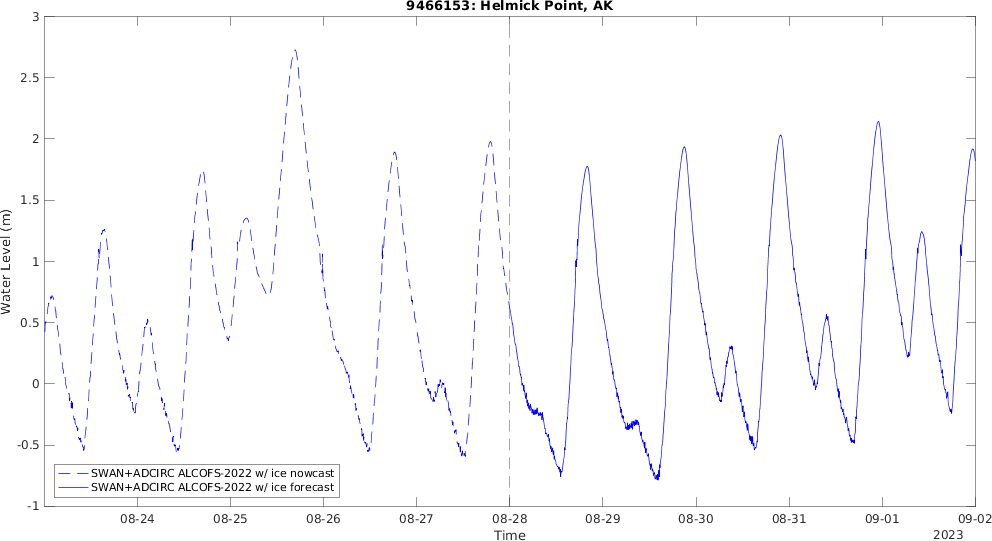 9466153: Helmick Point, AK
3
2.5
2
1.5
1
0.5
0
-0.5
-1
Water Level (m)
SWAN+ADCIRC ALCOFS-2022 w/ ice nowcast
SWAN+ADCIRC ALCOFS-2022 w/ ice forecast
08-24 08-25 08-26 08-27 08-28 08-29 08-30 08-31 09-01 09-02
Time
2023